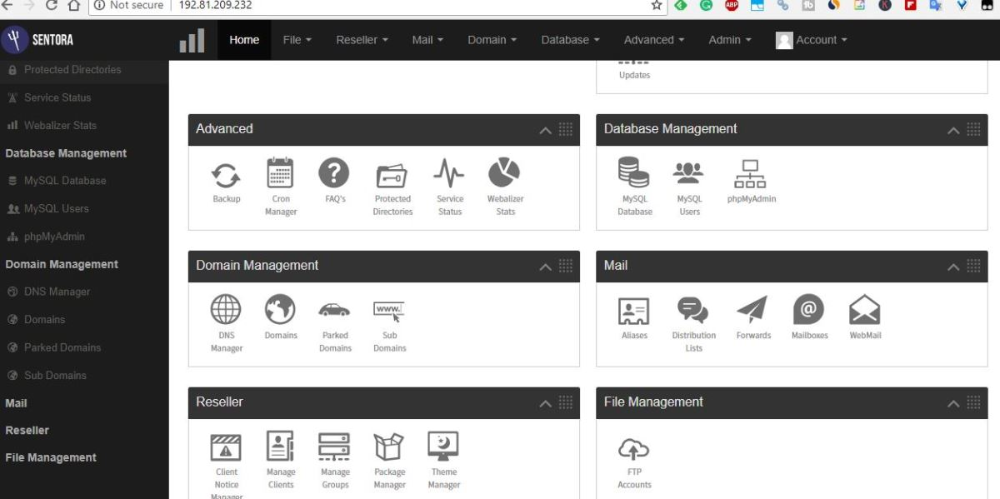 Not secure | 192.81.209.232
SENTORA
Home File Reseller Mail Domain Database Advanced Admin Account
Protected Directories
Service Status
Webalizer Stats
Database Management
MySQL Database
MySQL Users
phpMyAdmin
Domain Management
DNS Manager
Domains
Parked Domains
Sub Domains
Mail
Reseller
File Management
Updates
Advanced
Backup
Cron
Manager
FAQ's
Protected
Directories
Service
Status
Webalizer
Stats
Database Management
MySQL
Database
MySQL
Users
phpMyAdmin
Domain Management
DNS
Manager
Domains
Parked
Domains
www.
Sub
Domains
Mail
Aliases
Distribution
Lists
Forwards
Mailboxes
WebMail
Reseller
Client
Notice
Manager
Manage
Clients
Manage
Groups
Package
Manager
Theme
Manager
File Management
FTP
Accounts
ABP